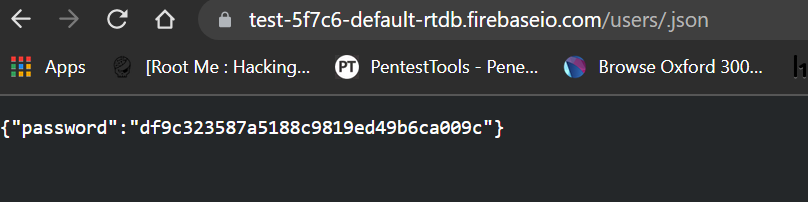 test-5f7c6-default-rtdb.firebaseio.com/users/.json
Apps [Root Me : Hacking... PT PentestTools - Pene... Browse Oxford 300...
{"password":"df9c323587a5188c9819ed49b6ca009c"}